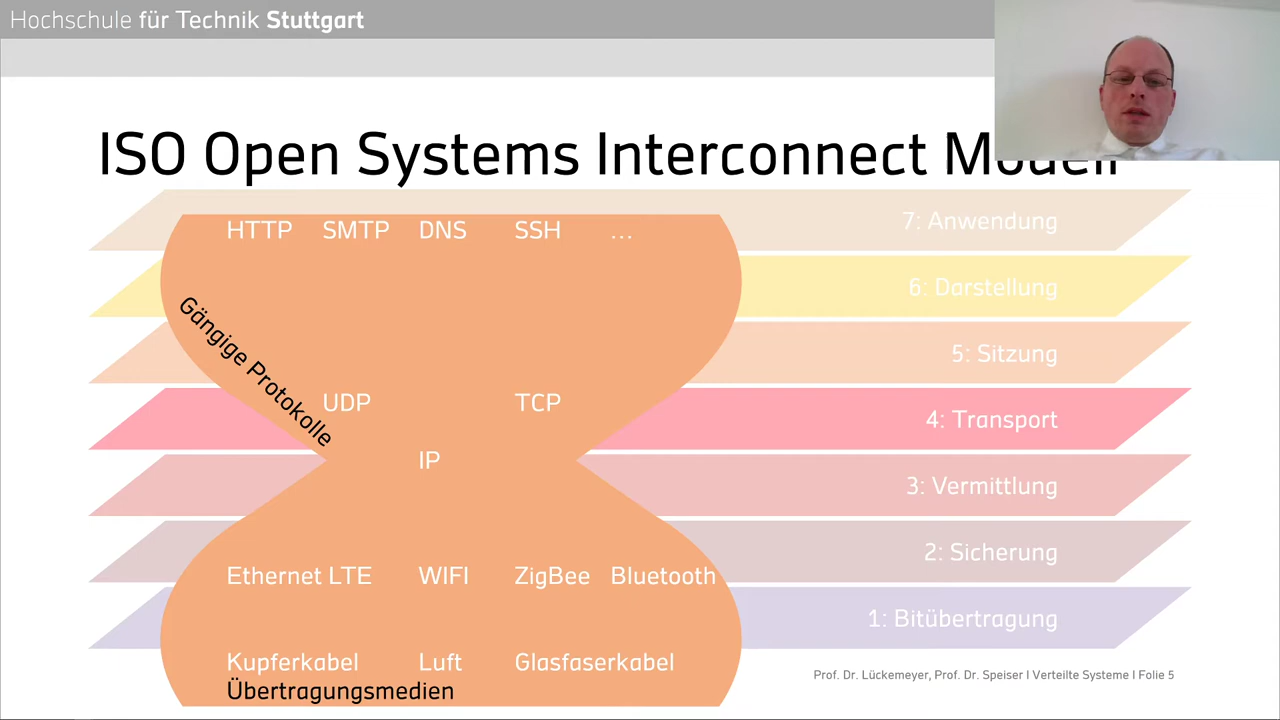 Hochschule für Technik Stuttgart
ISO Open Systems Interconnect Modell
HTTP SMTP DNS SSH ...
7: Anwendung
6: Darstellung
Gängige Protokolle
5: Sitzung
UDP TCP
4: Transport
IP
3: Vermittlung
2: Sicherung
Ethernet LTE WIFI ZigBee Bluetooth
1: Bitübertragung
Kupferkabel Luft Glasfaserkabel
Übertragungsmedien
Prof. Dr. Lückemeyer, Prof. Dr. Speiser I Verteilte Systeme I Folie 5